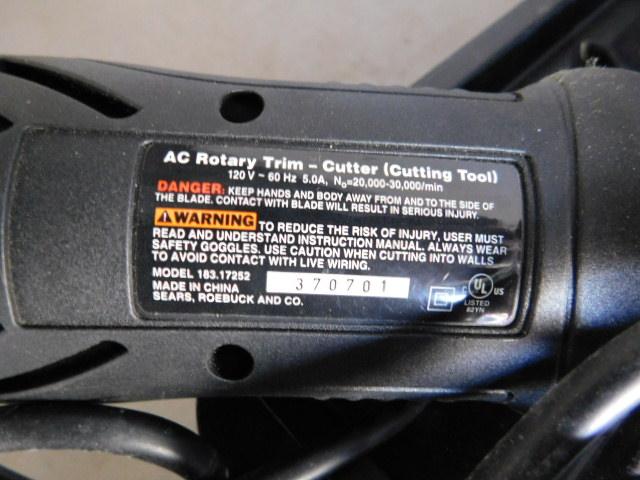 AC Rotary Trim – Cutter (Cutting Tool)
120 V ~ 60 Hz 5.0A, N₀=20,000-30,000/min
DANGER: KEEP HANDS AND BODY AWAY FROM AND TO THE SIDE OF
THE BLADE. CONTACT WITH BLADE WILL RESULT IN SERIOUS INJURY.
WARNING TO REDUCE THE RISK OF INJURY, USER MUST
READ AND UNDERSTAND INSTRUCTION MANUAL. ALWAYS WEAR
SAFETY GOGGLES. USE CAUTION WHEN CUTTING INTO WALLS
TO AVOID CONTACT WITH LIVE WIRING.
MODEL 183.17252
MADE IN CHINA
SEARS, ROEBUCK AND CO.
370701
UL US
LISTED
82YN